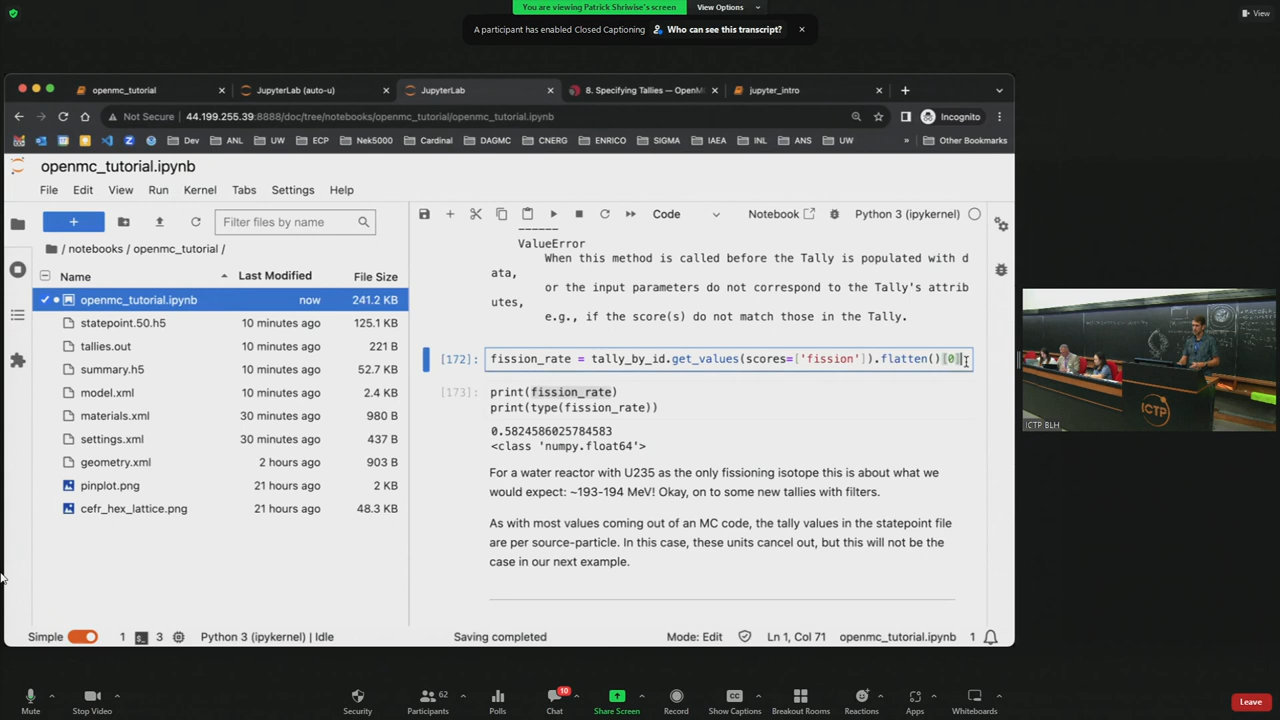 You are viewing Patrick Shriwise's screen
View Options
View
A participant has enabled Closed Captioning
Who can see this transcript?
openmc_tutorial
JupyterLab (auto-u)
JupyterLab
8. Specifying Tallies — OpenM
jupyter_intro
Not Secure
44.199.255.39:8888/doc/tree/notebooks/openmc_tutorial/openmc_tutorial.ipynb
Incognito
Dev
ANL
UW
ECP
Nek5000
Cardinal
DAGMC
CNERG
ENRICO
SIGMA
IAEA
INL
ANS
UW
»
Other Bookmarks
openmc_tutorial.ipynb
File Edit View Run Kernel Tabs Settings Help
Filter files by name
Code
Notebook
Python 3 (ipykernel)
/ notebooks / openmc_tutorial /
Name Last Modified File Size
openmc_tutorial.ipynb now 241.2 KB
statepoint.50.h5 10 minutes ago 125.1 KB
tallies.out 10 minutes ago 221 B
summary.h5 10 minutes ago 52.7 KB
model.xml 10 minutes ago 2.7 KB
materials.xml 30 minutes ago 980 B
settings.xml 30 minutes ago 437 B
geometry.xml 2 hours ago 903 B
pinplot.png 21 hours ago 2 KB
cefr_hex_lattice.png 21 hours ago 48.3 KB
------
ValueError
When this method is called before the Tally is populated with d
ata,
or the input parameters do not correspond to the Tally's attrib
utes,
e.g., if the score(s) do not match those in the Tally.
[172]: fission_rate = tally_by_id.get_values(scores=['fission']).flatten()[0]
[173]: print(fission_rate)
print(type(fission_rate))
0.5824586025784583
<class 'numpy.float64'>
For a water reactor with U235 as the only fissioning isotope this is about what we
would expect: ~193-194 MeV! Okay, on to some new tallies with filters.
As with most values coming out of an MC code, the tally values in the statepoint file
are per source-particle. In this case, these units cancel out, but this will not be the
case in our next example.
Simple
1
3
Python 3 (ipykernel) | Idle
Saving completed
Mode: Edit
Ln 1, Col 71
openmc_tutorial.ipynb
1
ICTP
ICTP BLH
Mute
Stop Video
Security
Participants
62
Polls
Chat
10
Share Screen
Record
Show Captions
Breakout Rooms
Reactions
Apps
Whiteboards
Leave